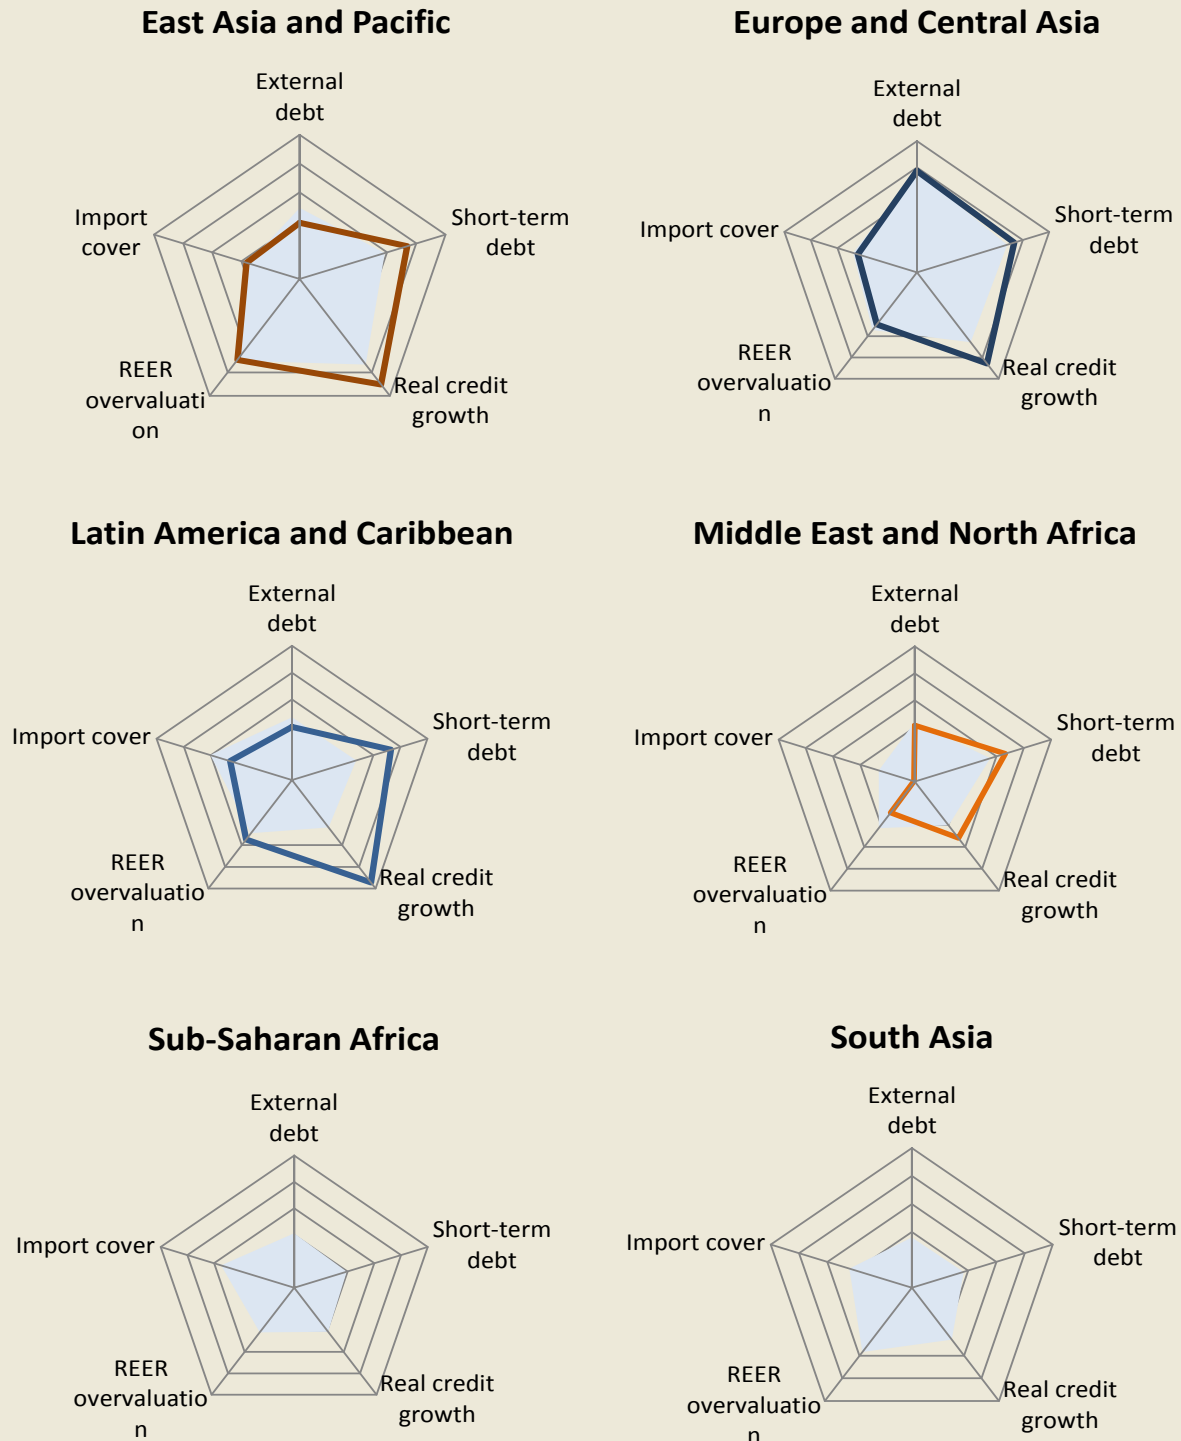 East Asia and Pacific
External
debt
Short-term
debt
Real credit
growth
REER
overvaluati
on
Import
cover
Europe and Central Asia
External
debt
Short-term
debt
Real credit
growth
REER
overvaluatio
n
Import cover
Latin America and Caribbean
External
debt
Short-term
debt
Real credit
growth
REER
overvaluatio
n
Import cover
Middle East and North Africa
External
debt
Short-term
debt
Real credit
growth
REER
overvaluatio
n
Import cover
Sub-Saharan Africa
External
debt
Short-term
debt
Real credit
growth
REER
overvaluatio
n
Import cover
South Asia
External
debt
Short-term
debt
Real credit
growth
REER
overvaluatio
n
Import cover